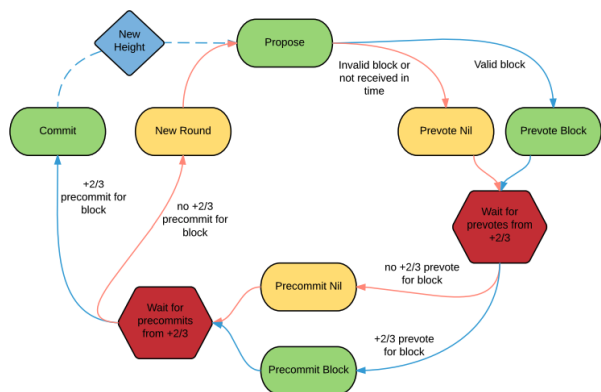 New
Height
Propose
Invalid block or
not received in
time
Valid block
Commit
New Round
Prevote Nil
Prevote Block
+2/3
precommit for
block
no +2/3
precommit for
block
Wait for
prevotes from
+2/3
no +2/3 prevote
for block
Precommit Nil
Wait for
precommits
from +2/3
+2/3 prevote
for block
Precommit Block